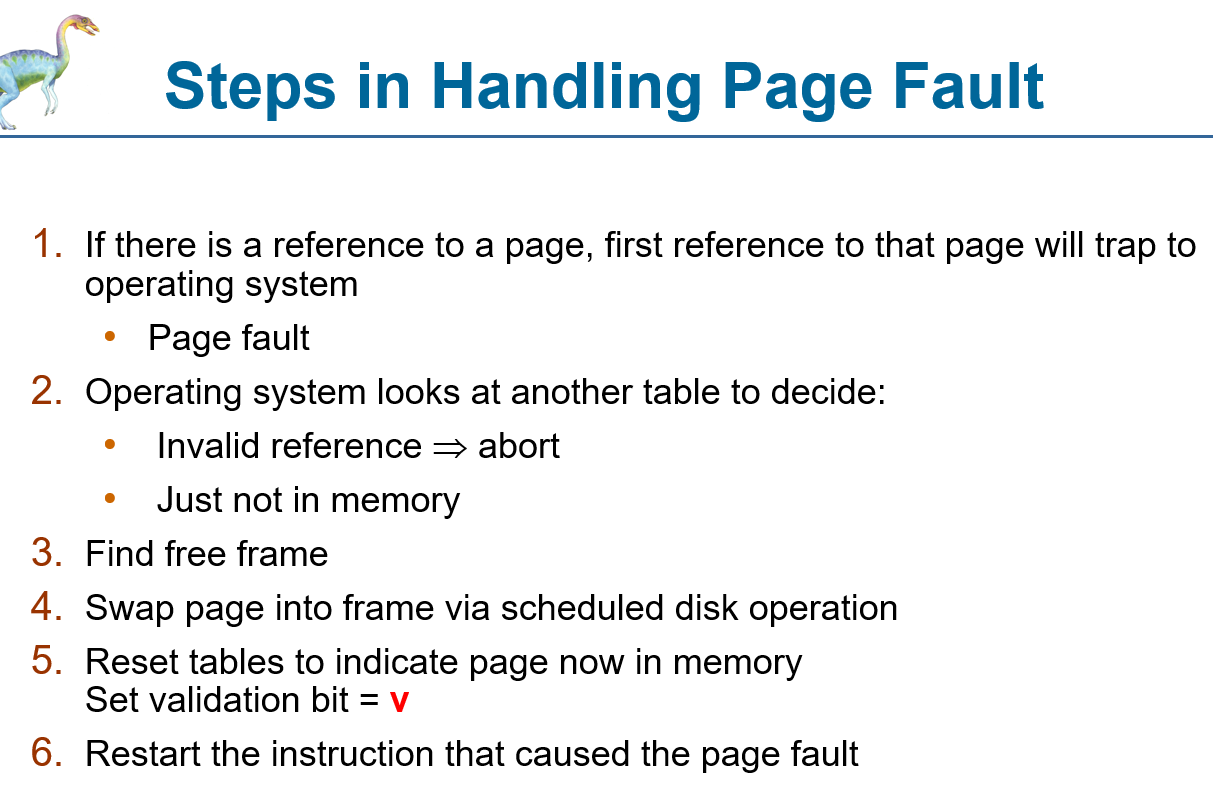 Steps in Handling Page Fault
1. If there is a reference to a page, first reference to that page will trap to
operating system
• Page fault
2. Operating system looks at another table to decide:
• Invalid reference ⇒ abort
• Just not in memory
3. Find free frame
4. Swap page into frame via scheduled disk operation
5. Reset tables to indicate page now in memory
Set validation bit = v
6. Restart the instruction that caused the page fault